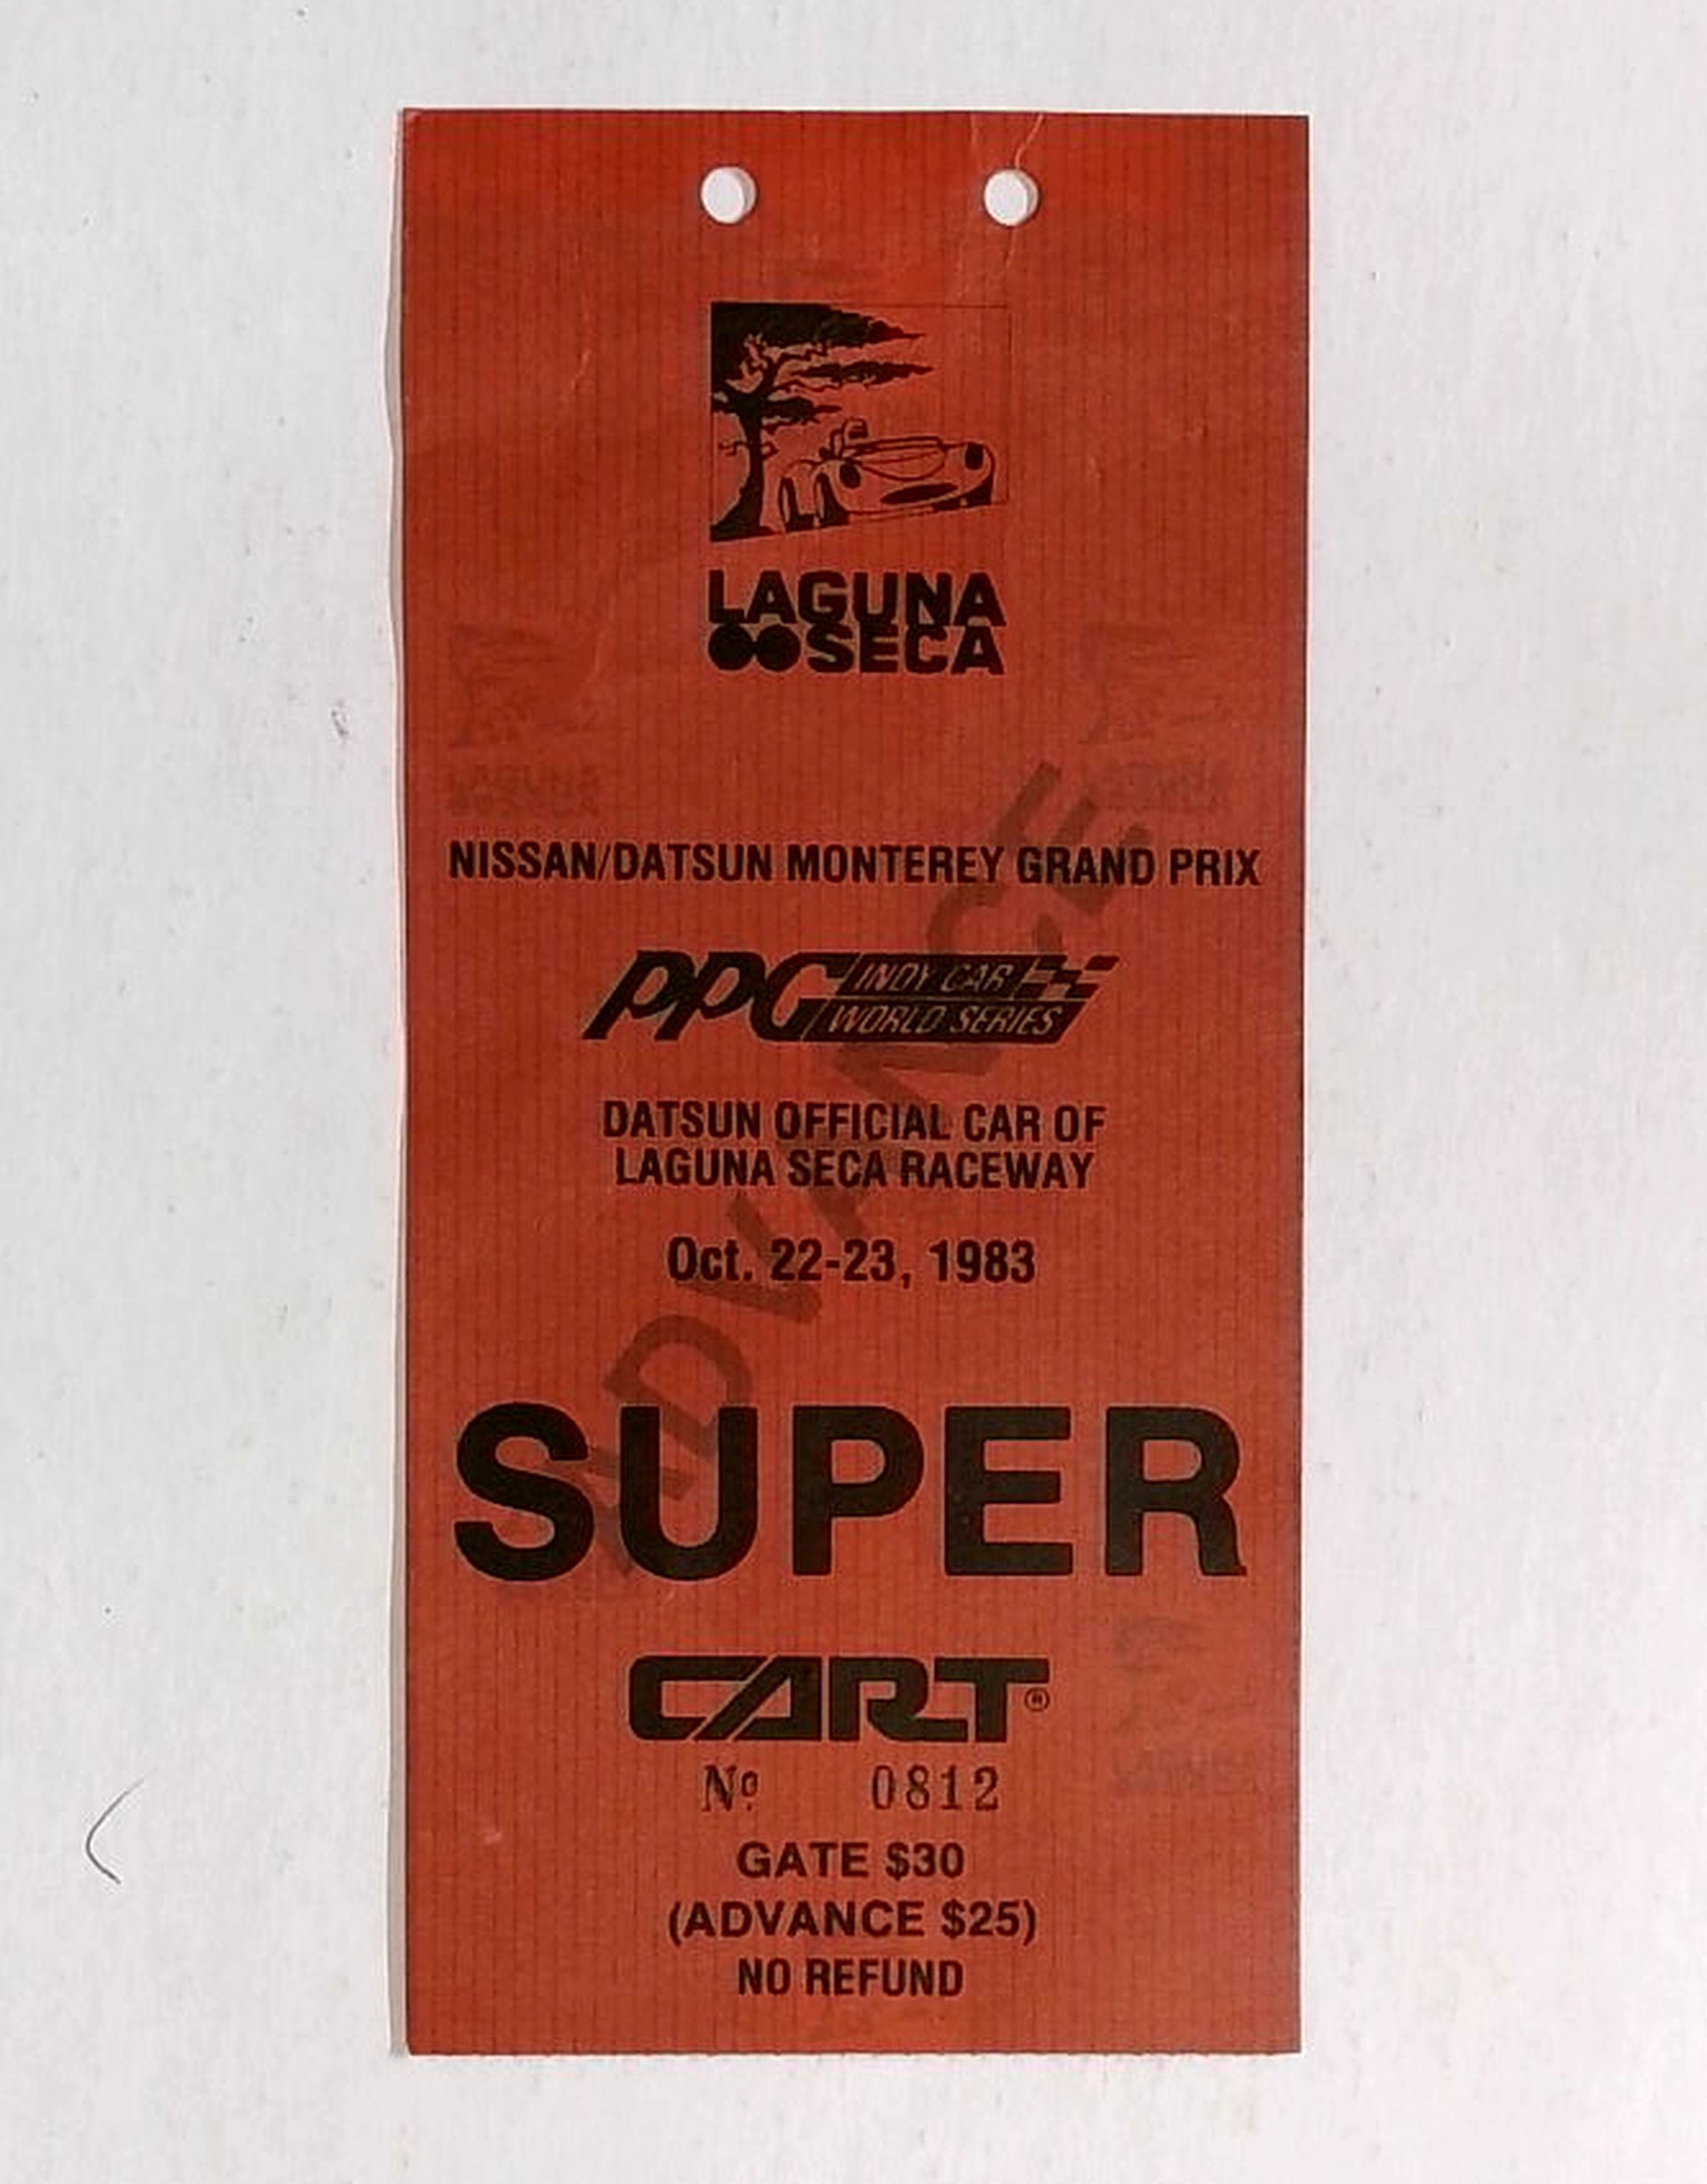 LAGUNA
SECA
NISSAN/DATSUN MONTEREY GRAND PRIX
PPG INDY CAR
WORLD SERIES
DATSUN OFFICIAL CAR OF
LAGUNA SECA RACEWAY
Oct. 22-23, 1983
ADVANCE
SUPER
CART®
Nº 0812
GATE $30
(ADVANCE $25)
NO REFUND